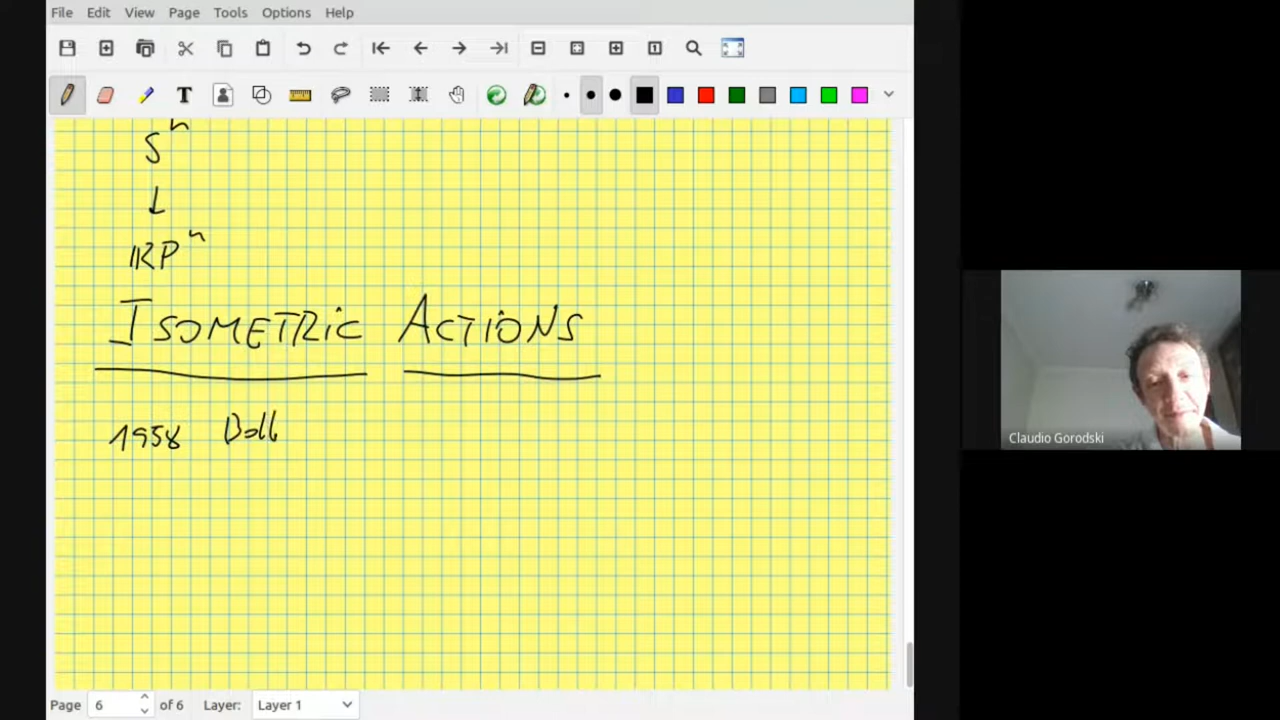 File Edit View Page Tools Options Help
S^n
↓
RP^n
ISOMETRIC ACTIONS
1958 Bott
Claudio Gorodski
Page 6 of 6 Layer: Layer 1